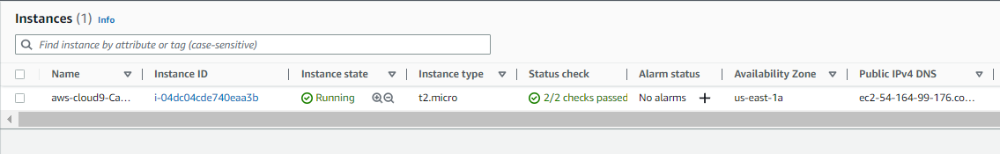 Instances (1) Info
Find instance by attribute or tag (case-sensitive)
Name Instance ID Instance state Instance type Status check Alarm status Availability Zone Public IPv4 DNS
aws-cloud9-Ca... i-04dc04cde740eaa3b Running t2.micro 2/2 checks passed No alarms us-east-1a ec2-54-164-99-176.co...